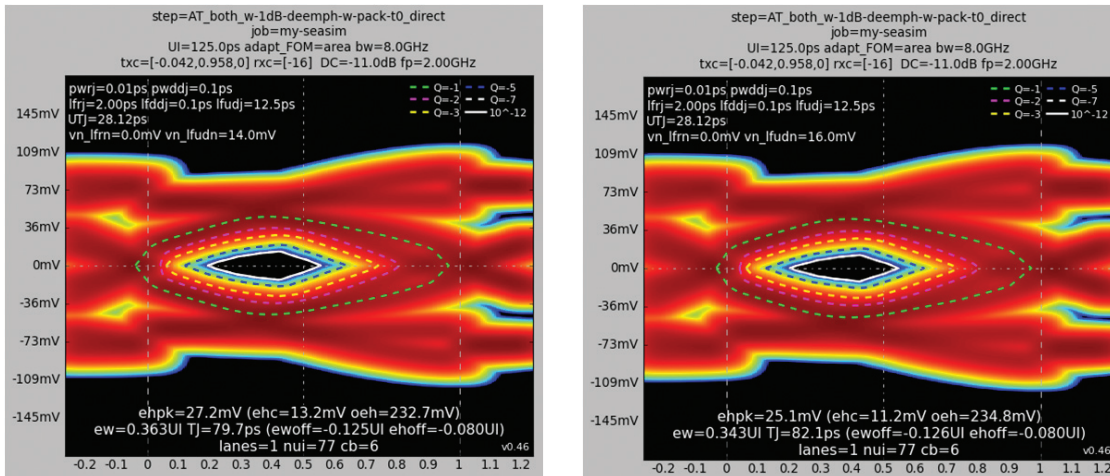 step=AT_both_w-1dB-deemph-w-pack-t0_direct
job=my-seasim
UI=125.0ps adapt_FOM=area bw=8.0GHz
txc=[-0.042,0.958,0] rxc=[-16] DC=-11.0dB fp=2.00GHz
pwrj=0.01ps pwddj=0.1ps
lfrj=2.00ps lfddj=0.1ps lfudj=12.5ps
UTJ=28.12ps
vn_lfrn=0.0mV vn_lfudn=14.0mV
Q=-1 Q=-5
Q=-2 Q=-7
Q=-3 10^-12
145mV
109mV
73mV
36mV
0mV
-36mV
-73mV
-109mV
-145mV
ehpk=27.2mV (ehc=13.2mV oeh=232.7mV)
ew=0.363UI TJ=79.7ps (ewoff=-0.125UI ehoff=-0.080UI)
lanes=1 nui=77 cb=6
v0.46
-0.2 -0.1 0 0.1 0.2 0.3 0.4 0.5 0.6 0.7 0.8 0.9 1 1.1 1.2
step=AT_both_w-1dB-deemph-w-pack-t0_direct
job=my-seasim
UI=125.0ps adapt_FOM=area bw=8.0GHz
txc=[-0.042,0.958,0] rxc=[-16] DC=-11.0dB fp=2.00GHz
pwrj=0.01ps pwddj=0.1ps
lfrj=2.00ps lfddj=0.1ps lfudj=12.5ps
UTJ=28.12ps
vn_lfrn=0.0mV vn_lfudn=16.0mV
Q=-1 Q=-5
Q=-2 Q=-7
Q=-3 10^-12
145mV
109mV
73mV
36mV
0mV
-36mV
-73mV
-109mV
-145mV
ehpk=25.1mV (ehc=11.2mV oeh=234.8mV)
ew=0.343UI TJ=82.1ps (ewoff=-0.126UI ehoff=-0.080UI)
lanes=1 nui=77 cb=6
v0.46
-0.2 -0.1 0 0.1 0.2 0.3 0.4 0.5 0.6 0.7 0.8 0.9 1 1.1 1.2